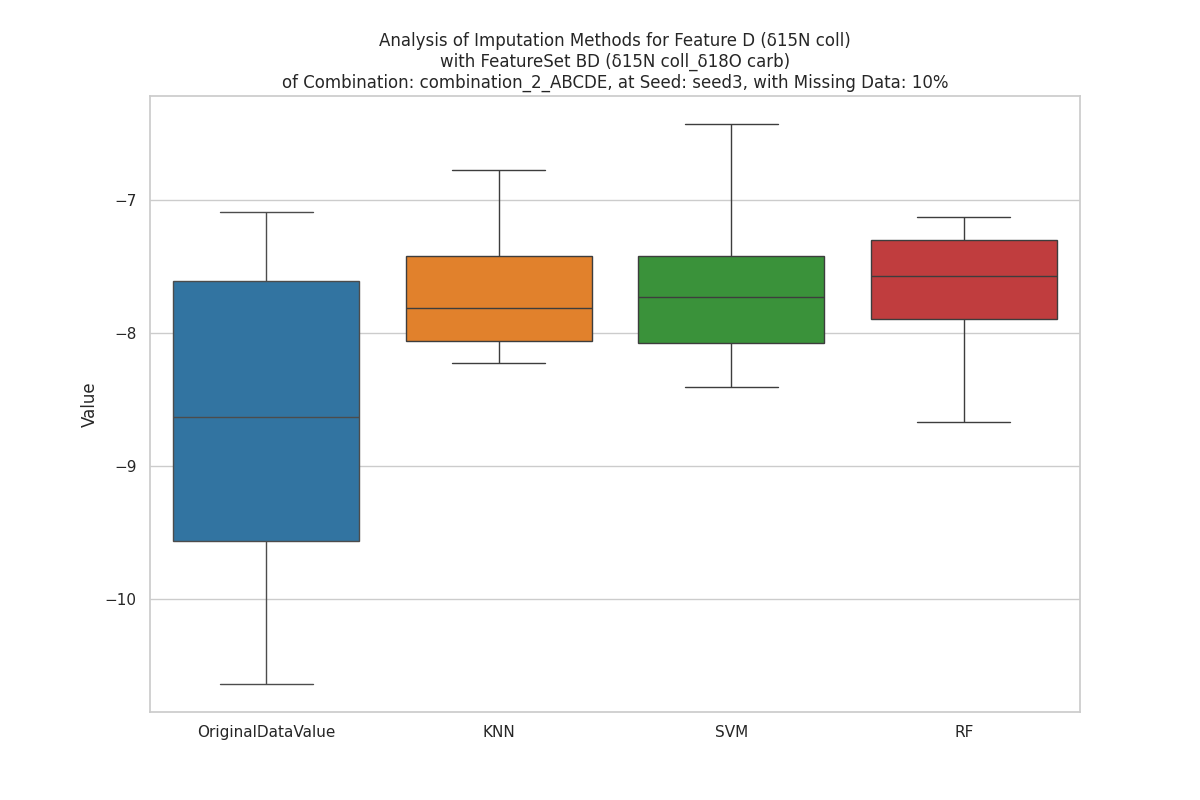 Analysis of Imputation Methods for Feature D (δ15N coll)
with FeatureSet BD (δ15N coll_δ18O carb)
of Combination: combination_2_ABCDE, at Seed: seed3, with Missing Data: 10%
−7
−8
−9
−10
Value
OriginalDataValue
KNN
SVM
RF